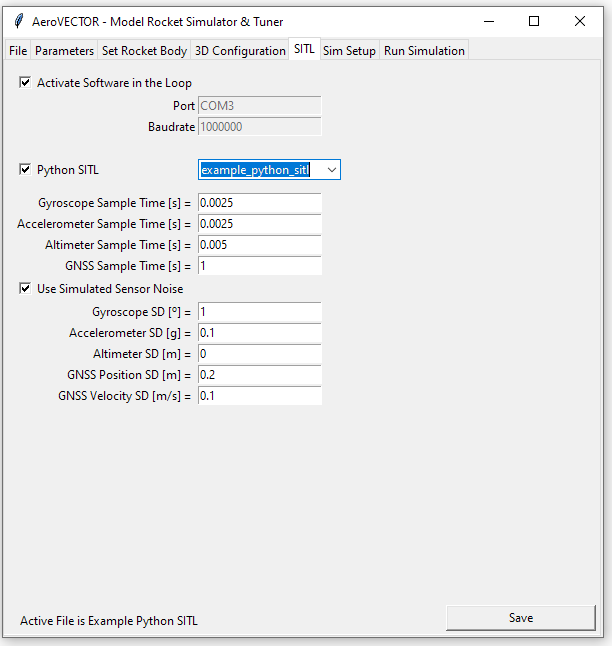 AeroVECTOR - Model Rocket Simulator & Tuner
File Parameters Set Rocket Body 3D Configuration SITL Sim Setup Run Simulation
Activate Software in the Loop
Port COM3
Baudrate 1000000
Python SITL example_python_sitl
Gyroscope Sample Time [s] = 0.0025
Accelerometer Sample Time [s] = 0.0025
Altimeter Sample Time [s] = 0.005
GNSS Sample Time [s] = 1
Use Simulated Sensor Noise
Gyroscope SD [º] = 1
Accelerometer SD [g] = 0.1
Altimeter SD [m] = 0
GNSS Position SD [m] = 0.2
GNSS Velocity SD [m/s] = 0.1
Active File is Example Python SITL Save